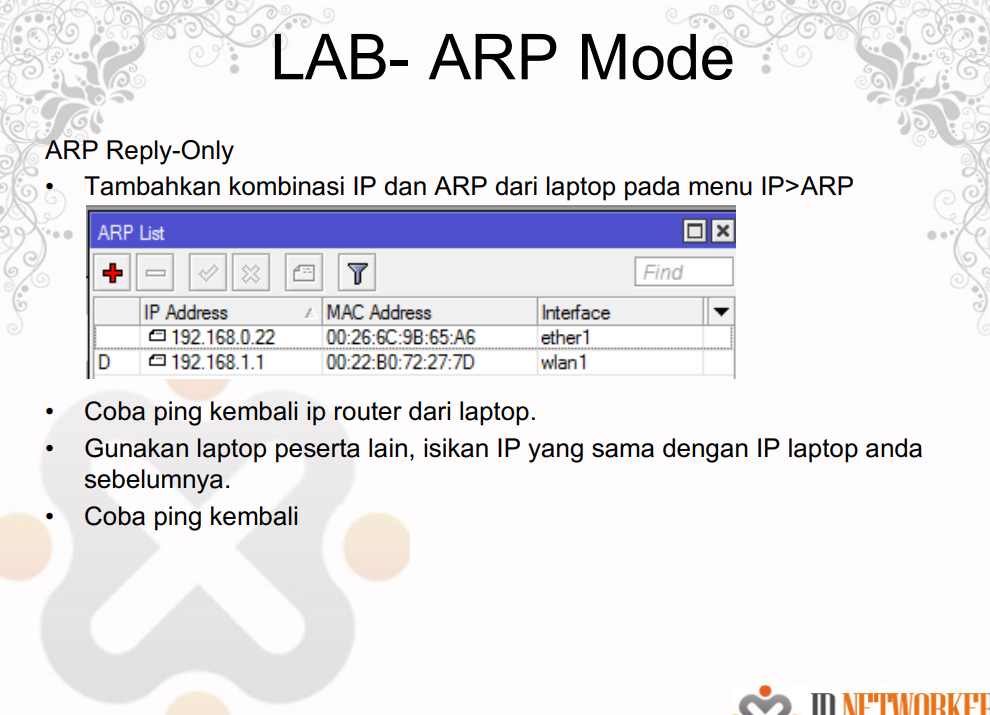 LAB- ARP Mode
ARP Reply-Only
• Tambahkan kombinasi IP dan ARP dari laptop pada menu IP>ARP
ARP List
Find
IP Address MAC Address Interface
192.168.0.22 00:26:6C:9B:65:A6 ether1
D 192.168.1.1 00:22:B0:72:27:7D wlan1
• Coba ping kembali ip router dari laptop.
• Gunakan laptop peserta lain, isikan IP yang sama dengan IP laptop anda
sebelumnya.
• Coba ping kembali
ID NETWORKER